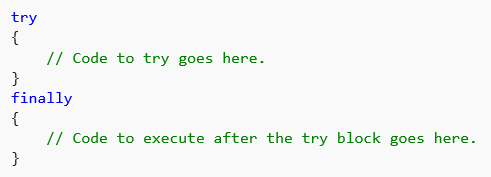 try
{
    // Code to try goes here.
}
finally
{
    // Code to execute after the try block goes here.
}